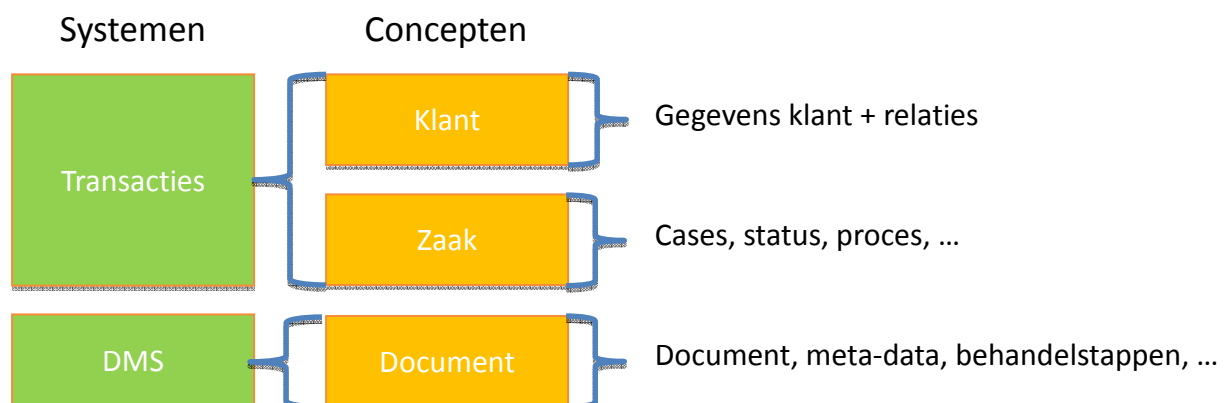 Systemen
Concepten
Transacties
Klant
Gegevens klant + relaties
Zaak
Cases, status, proces, …
DMS
Document
Document, meta-data, behandelstappen, …